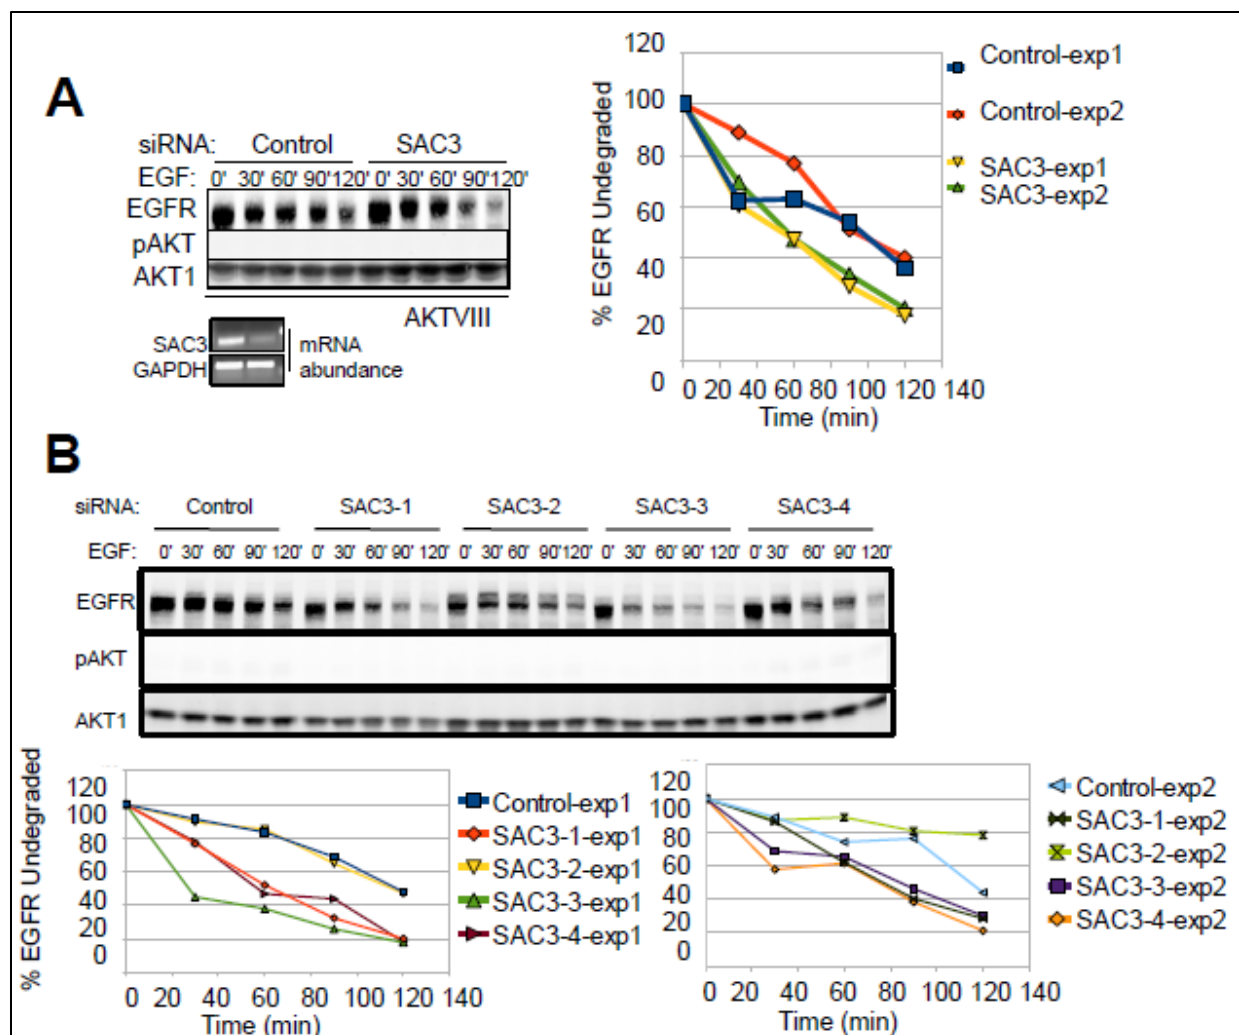 A
siRNA: Control SAC3
EGF: 0' 30' 60' 90' 120' 0' 30' 60' 90' 120'
EGFR
pAKT
AKT1
AKTVIII
SAC3 mRNA
GAPDH abundance
% EGFR Undegraded
120
100
80
60
40
20
0
0 20 40 60 80 100 120 140
Time (min)
Control-exp1
Control-exp2
SAC3-exp1
SAC3-exp2
B
siRNA: Control SAC3-1 SAC3-2 SAC3-3 SAC3-4
EGF: 0' 30' 60' 90' 120' 0' 30' 60' 90' 120' 0' 30' 60' 90' 120' 0' 30' 60' 90' 120' 0' 30' 60' 90' 120'
EGFR
pAKT
AKT1
% EGFR Undegraded
120
100
80
60
40
20
0
0 20 40 60 80 100 120 140
Time (min)
Control-exp1
SAC3-1-exp1
SAC3-2-exp1
SAC3-3-exp1
SAC3-4-exp1
120
100
80
60
40
20
0
0 20 40 60 80 100 120 140
Time (min)
Control-exp2
SAC3-1-exp2
SAC3-2-exp2
SAC3-3-exp2
SAC3-4-exp2